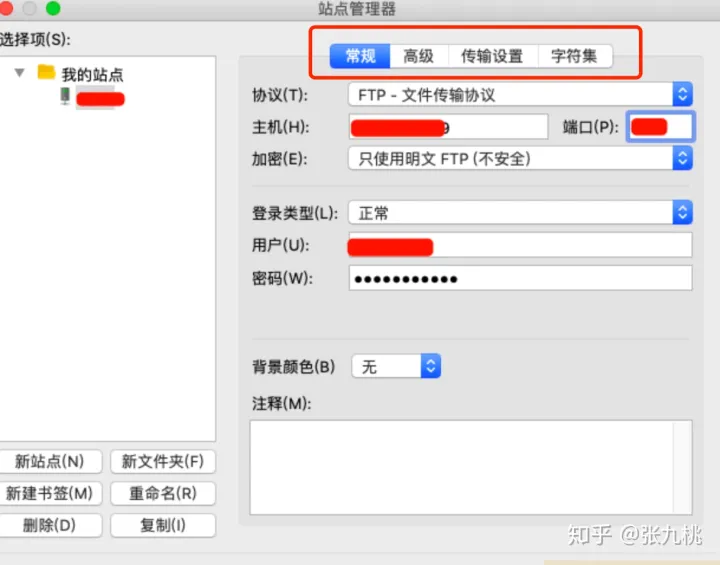 站点管理器
选择项(S):
我的站点
常规 高级 传输设置 字符集
协议(T): FTP - 文件传输协议
主机(H): 9 端口(P):
加密(E): 只使用明文 FTP (不安全)
登录类型(L): 正常
用户(U):
密码(W): ●●●●●●●●●●●
背景颜色(B) 无
注释(M):
新站点(N) 新文件夹(F)
新建书签(M) 重命名(R)
删除(D) 复制(I)
知乎 @张九桃